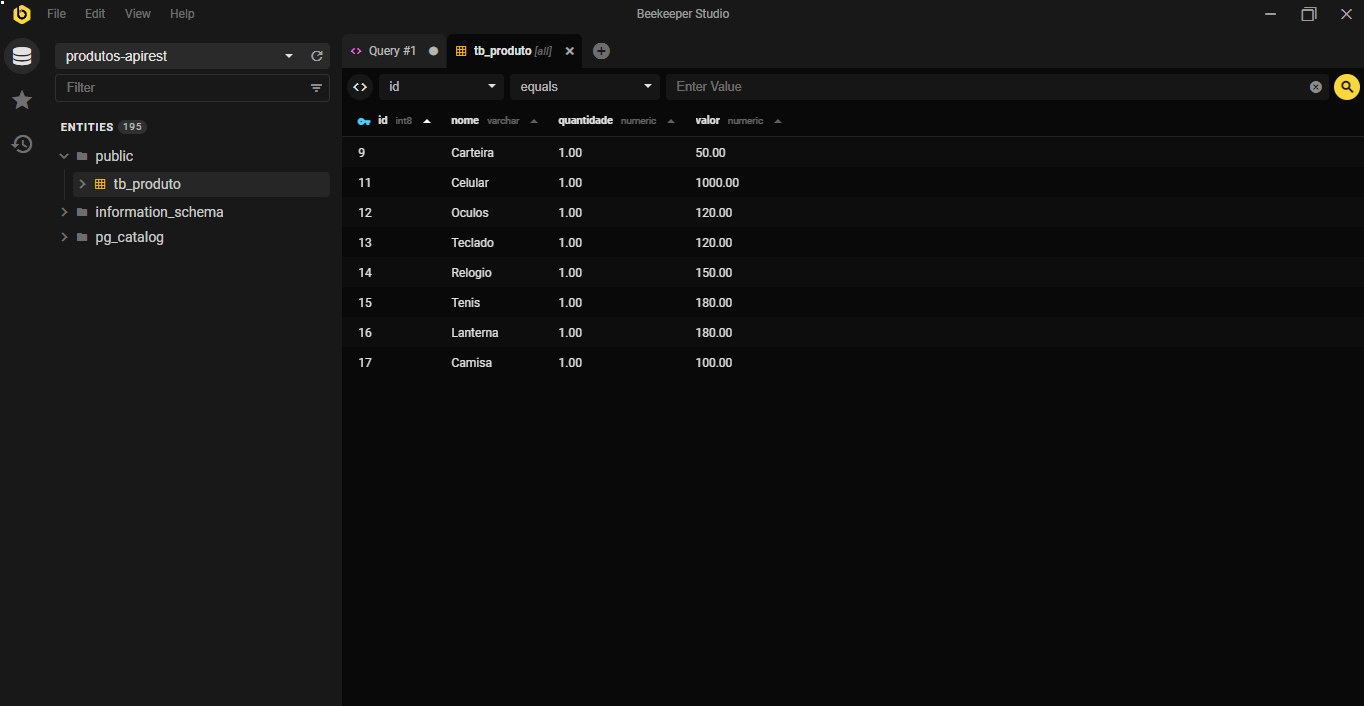 File Edit View Help Beekeeper Studio
produtos-apirest
Filter
ENTITIES 195
public
tb_produto
information_schema
pg_catalog
Query #1 tb_produto [all]
id equals Enter Value
id int8 nome varchar quantidade numeric valor numeric
9 Carteira 1.00 50.00
11 Celular 1.00 1000.00
12 Oculos 1.00 120.00
13 Teclado 1.00 120.00
14 Relogio 1.00 150.00
15 Tenis 1.00 180.00
16 Lanterna 1.00 180.00
17 Camisa 1.00 100.00